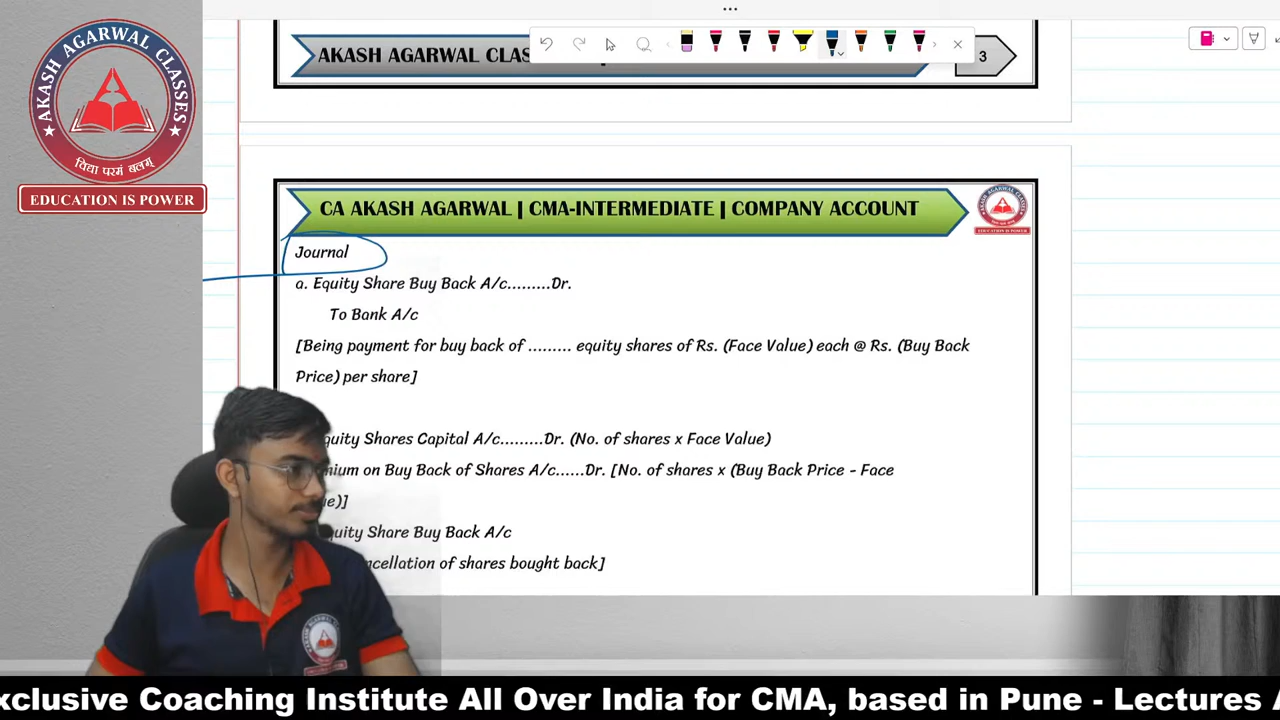 AKASH AGARWAL CLASSES
विद्या परमं बलम्
EDUCATION IS POWER
AKASH AGARWAL CLAS
3
CA AKASH AGARWAL | CMA-INTERMEDIATE | COMPANY ACCOUNT
Journal
a. Equity Share Buy Back A/c.........Dr.
To Bank A/c
[Being payment for buy back of ......... equity shares of Rs. (Face Value) each @ Rs. (Buy Back
Price) per share]
quity Shares Capital A/c.........Dr. (No. of shares x Face Value)
mium on Buy Back of Shares A/c......Dr. [No. of shares x (Buy Back Price - Face
e)]
quity Share Buy Back A/c
ncellation of shares bought back]
xclusive Coaching Institute All Over India for CMA, based in Pune - Lectures A